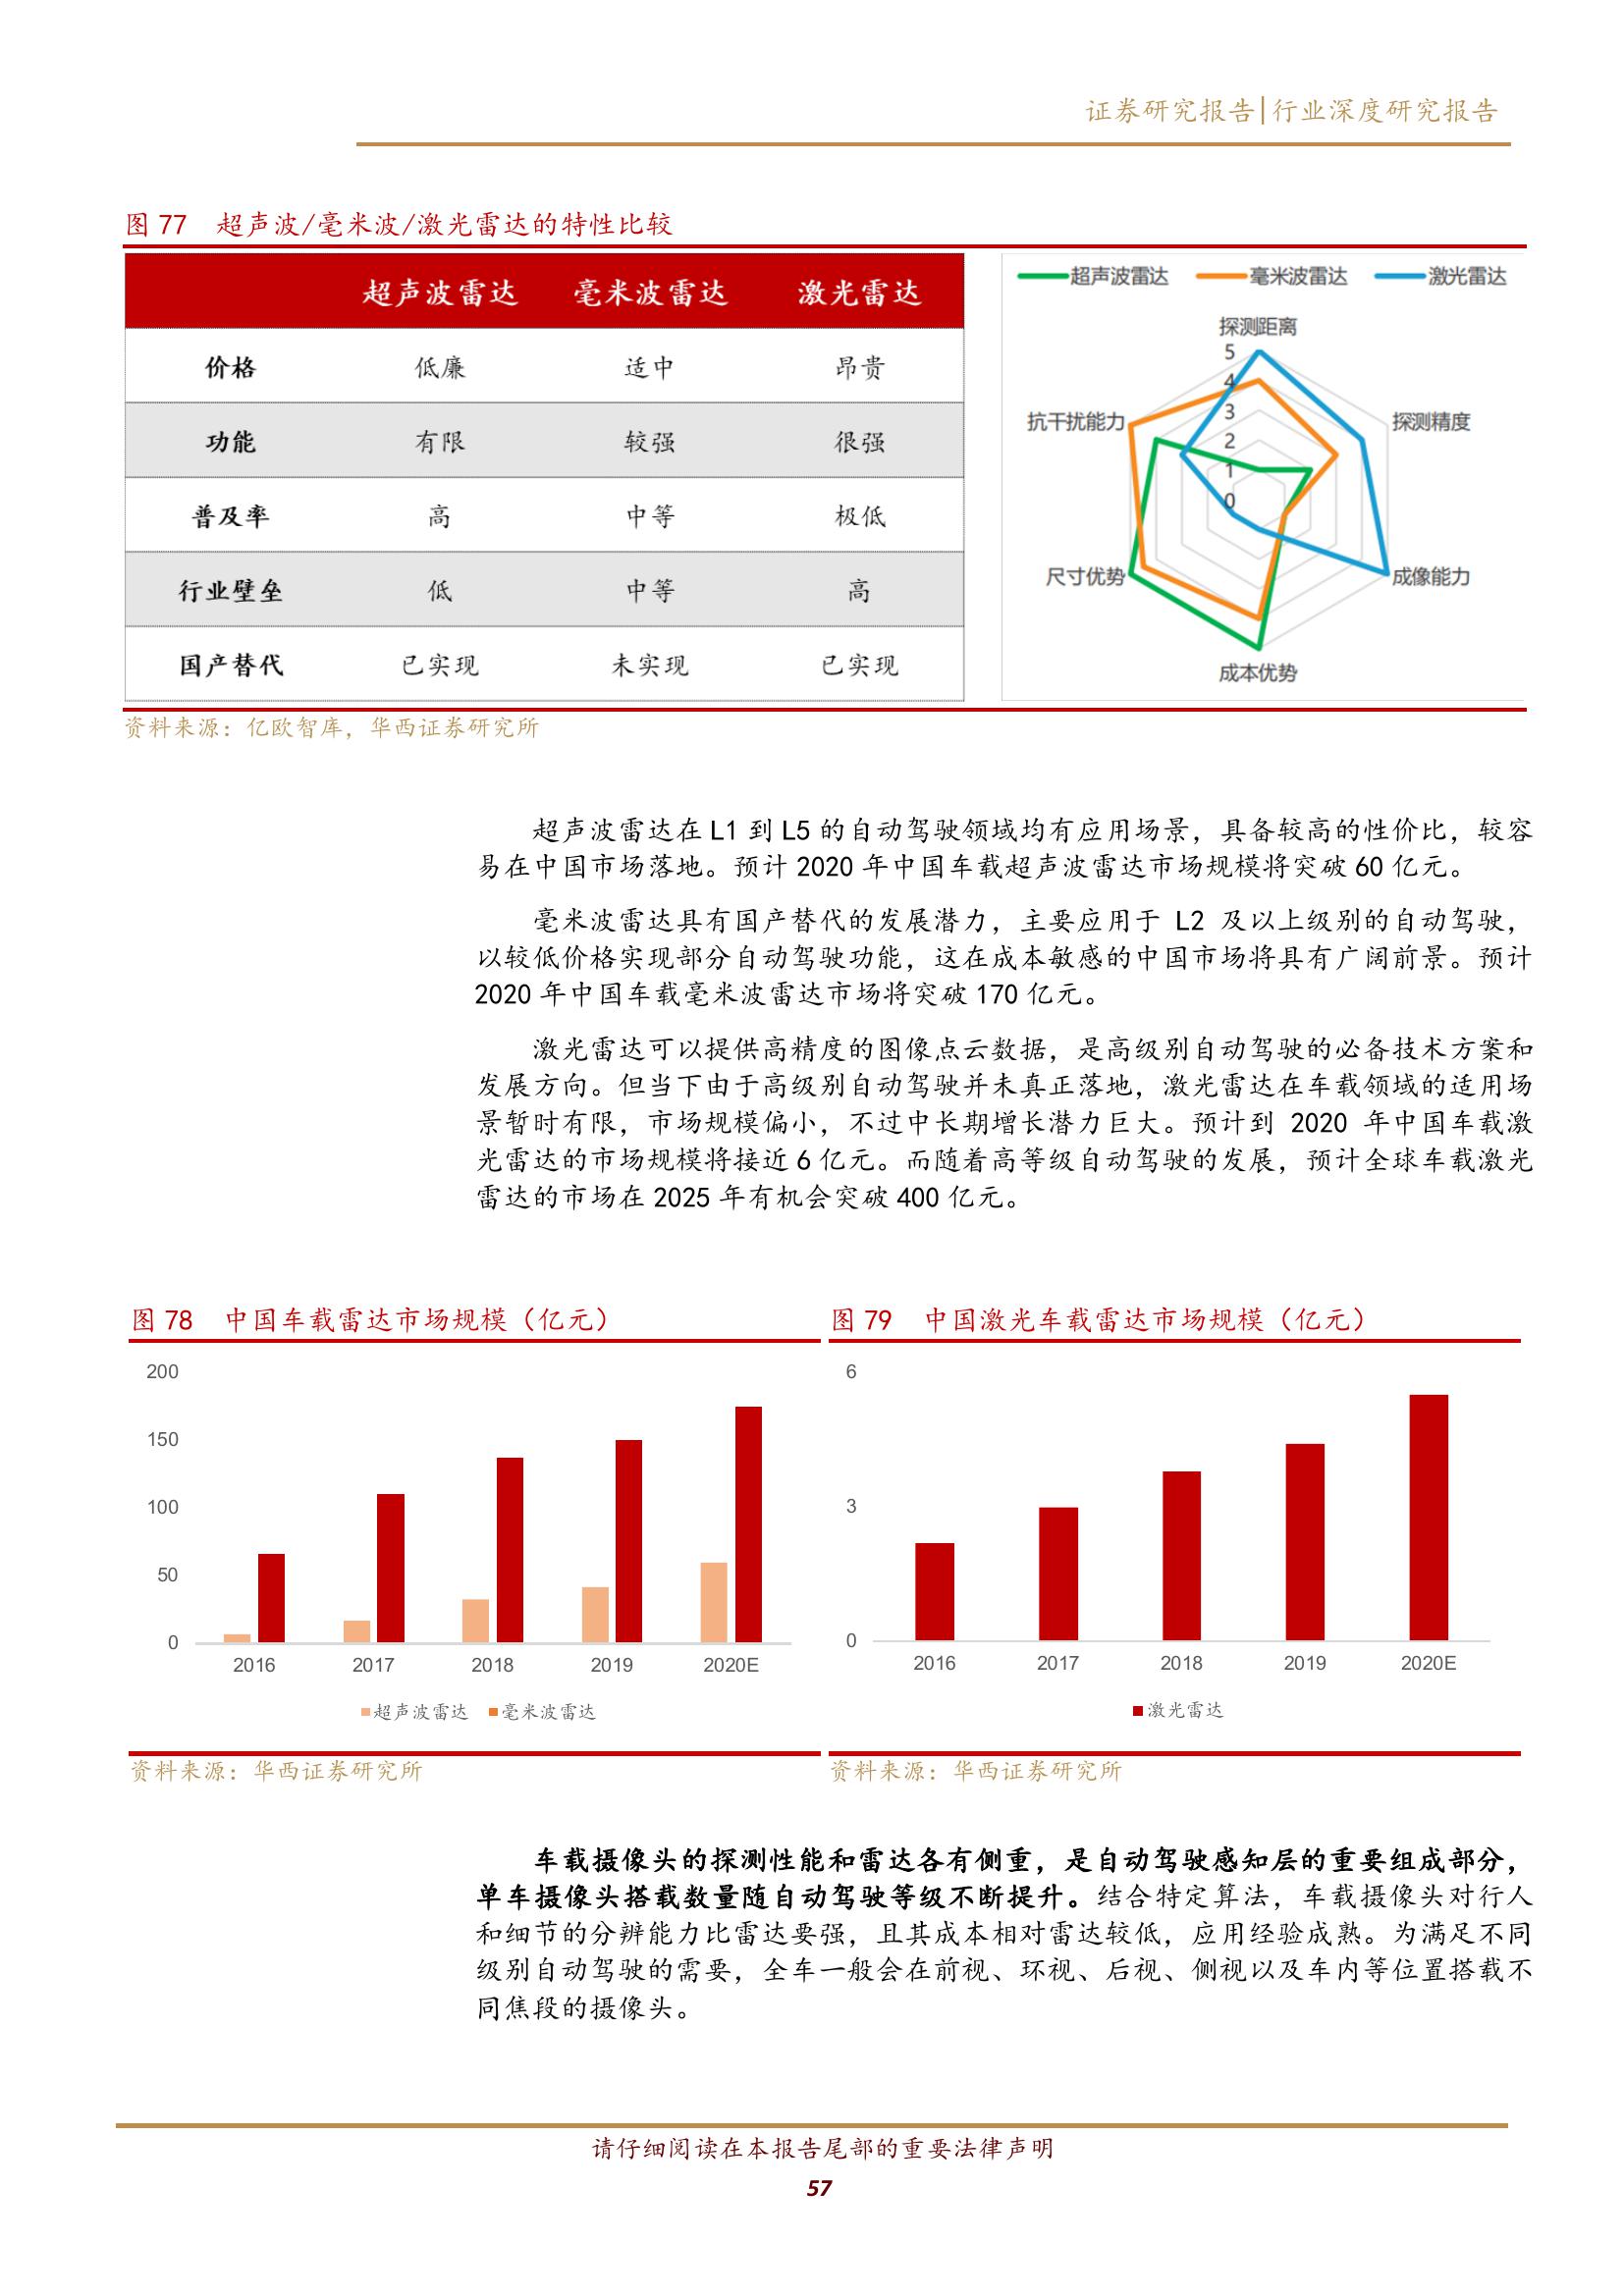 证券研究报告|行业深度研究报告
图 77 超声波/毫米波/激光雷达的特性比较
超声波雷达 毫米波雷达 激光雷达
价格 低廉 适中 昂贵
功能 有限 较强 很强
普及率 高 中等 极低
行业壁垒 低 中等 高
国产替代 已实现 未实现 已实现
超声波雷达 毫米波雷达 激光雷达
探测距离
5
4
3
2
1
0
抗干扰能力
探测精度
尺寸优势
成像能力
成本优势
资料来源：亿欧智库，华西证券研究所
超声波雷达在 L1 到 L5 的自动驾驶领域均有应用场景，具备较高的性价比，较容
易在中国市场落地。预计 2020 年中国车载超声波雷达市场规模将突破 60 亿元。
毫米波雷达具有国产替代的发展潜力，主要应用于 L2 及以上级别的自动驾驶，
以较低价格实现部分自动驾驶功能，这在成本敏感的中国市场将具有广阔前景。预计
2020 年中国车载毫米波雷达市场将突破 170 亿元。
激光雷达可以提供高精度的图像点云数据，是高级别自动驾驶的必备技术方案和
发展方向。但当下由于高级别自动驾驶并未真正落地，激光雷达在车载领域的适用场
景暂时有限，市场规模偏小，不过中长期增长潜力巨大。预计到 2020 年中国车载激
光雷达的市场规模将接近 6 亿元。而随着高等级自动驾驶的发展，预计全球车载激光
雷达的市场在 2025 年有机会突破 400 亿元。
图 78 中国车载雷达市场规模（亿元）
200
150
100
50
0
2016 2017 2018 2019 2020E
超声波雷达 毫米波雷达
资料来源：华西证券研究所
图 79 中国激光车载雷达市场规模（亿元）
6
3
0
2016 2017 2018 2019 2020E
激光雷达
资料来源：华西证券研究所
车载摄像头的探测性能和雷达各有侧重，是自动驾驶感知层的重要组成部分，
单车摄像头搭载数量随自动驾驶等级不断提升。结合特定算法，车载摄像头对行人
和细节的分辨能力比雷达要强，且其成本相对雷达较低，应用经验成熟。为满足不同
级别自动驾驶的需要，全车一般会在前视、环视、后视、侧视以及车内等位置搭载不
同焦段的摄像头。
请仔细阅读在本报告尾部的重要法律声明
57